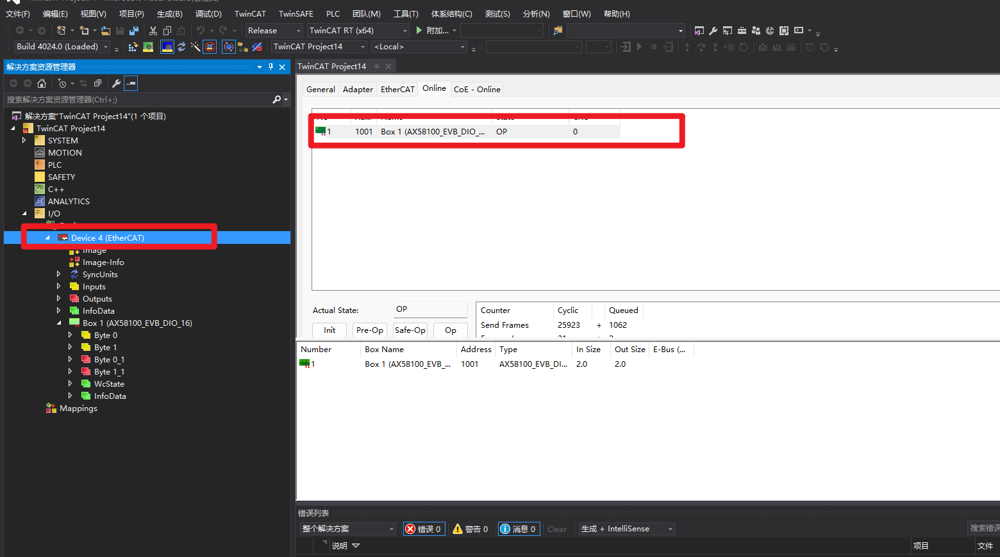 文件(F) 编辑(E) 视图(V) 项目(P) 生成(B) 调试(D) TwinCAT TwinSAFE PLC 团队(M) 工具(T) 体系结构(C) 测试(S) 分析(N) 窗口(W) 帮助(H)
Release TwinCAT RT (x64) 附加...
Build 4024.0 (Loaded) TwinCAT Project14 <Local>
解决方案资源管理器
搜索解决方案资源管理器(Ctrl+;)
解决方案"TwinCAT Project14"(1 个项目)
TwinCAT Project14
SYSTEM
MOTION
PLC
SAFETY
C++
ANALYTICS
I/O
Device 4 (EtherCAT)
Image
Image-Info
SyncUnits
Inputs
Outputs
InfoData
Box 1 (AX58100_EVB_DIO_16)
Byte 0
Byte 1
Byte 0_1
Byte 1_1
WcState
InfoData
Mappings
TwinCAT Project14
General Adapter EtherCAT Online CoE - Online
1 1001 Box 1 (AX58100_EVB_DIO_... OP 0
Actual State: OP
Init Pre-Op Safe-Op Op
Counter Cyclic Queued
Send Frames 25923 + 1062
Number Box Name Address Type In Size Out Size E-Bus (...
1 Box 1 (AX58100_EVB_... 1001 AX58100_EVB_DI... 2.0 2.0
错误列表
整个解决方案 错误 0 警告 0 消息 0 Clear 生成 + IntelliSense 搜索错误
说明 项目 文件